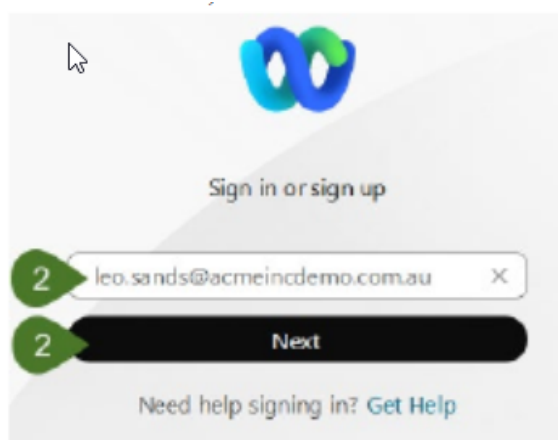 Sign in or sign up
2 leo.sands@acmeincdemo.com.au ×
2 Next
Need help signing in? Get Help